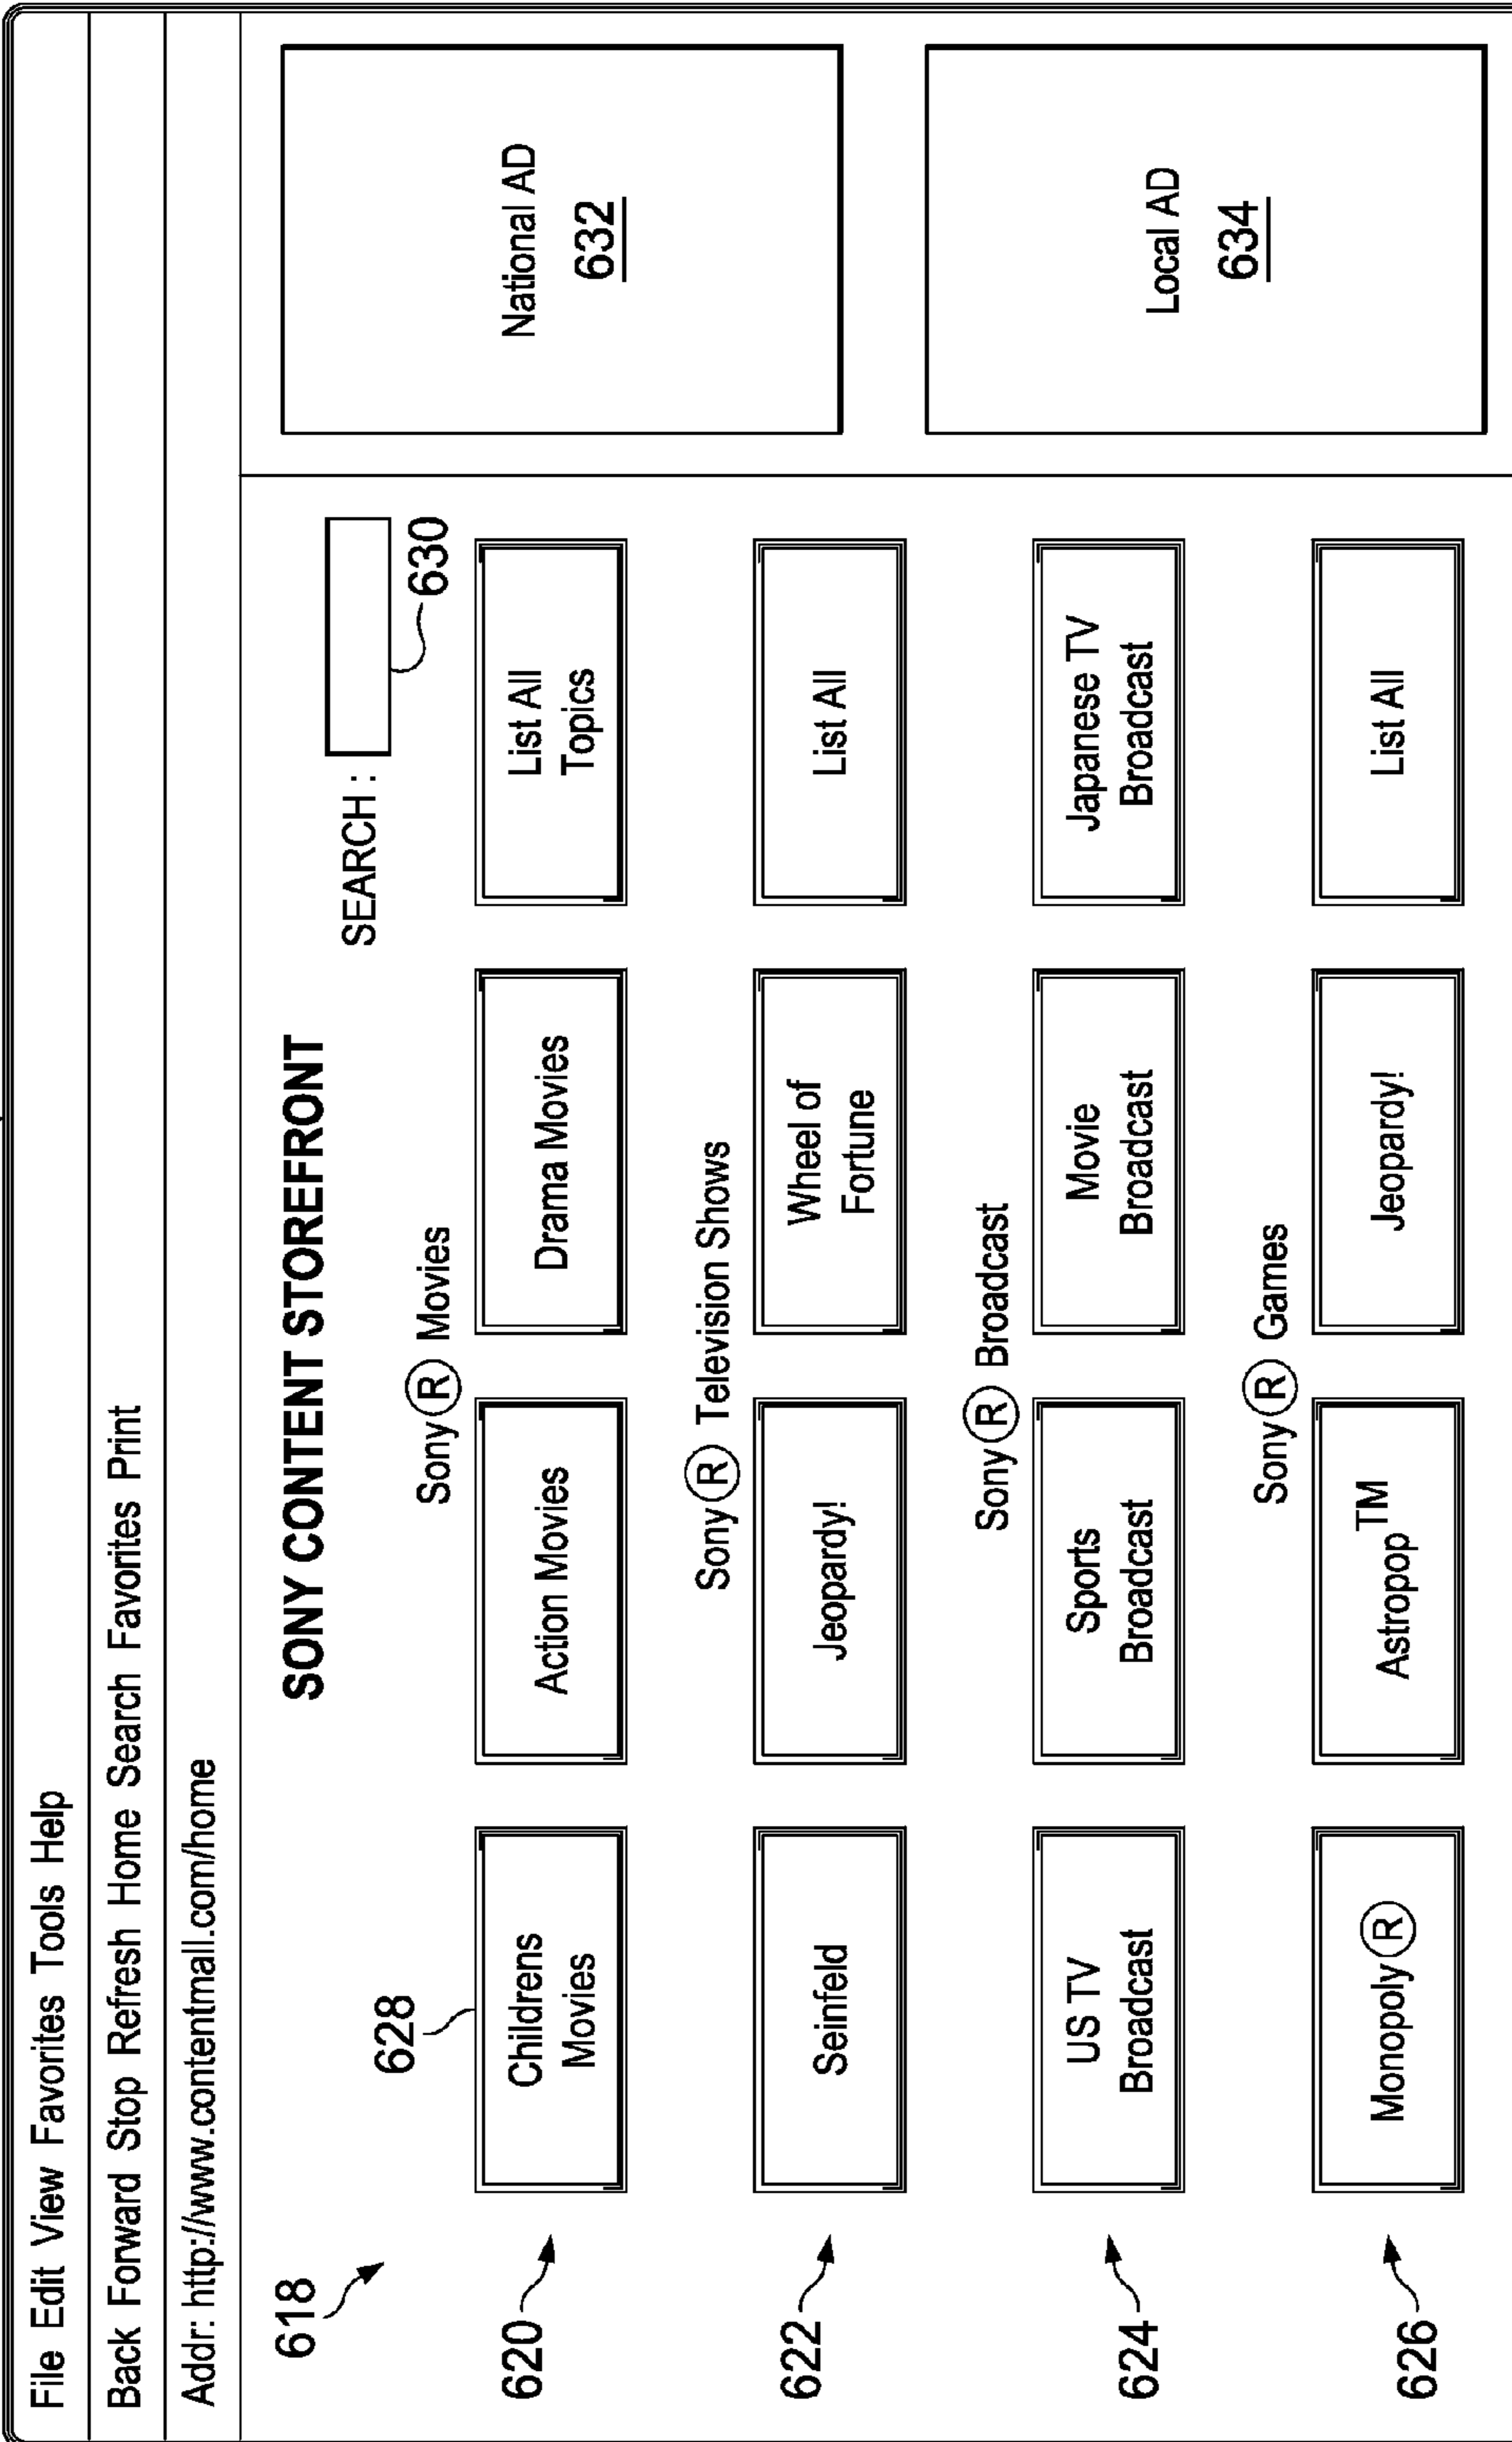 File Edit View Favorites Tools Help
Back Forward Stop Refresh Home Search Favorites Print
Addr: http://www.contentmall.com/home
618
SONY CONTENT STOREFRONT
SEARCH :
630
628
Sony® Movies
620
Childrens
Movies
Action Movies
Drama Movies
List All
Topics
Sony® Television Shows
622
Seinfeld
Jeopardy!
Wheel of
Fortune
List All
Sony® Broadcast
624
US TV
Broadcast
Sports
Broadcast
Movie
Broadcast
Japanese TV
Broadcast
Sony® Games
626
Monopoly®
Astropop™
Jeopardy!
List All
National AD
632
Local AD
634